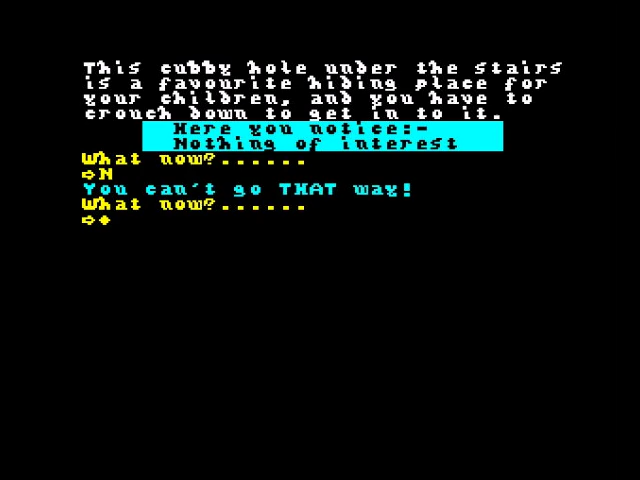 This cubby hole under the stairs
is a favourite hiding place for
your children, and you have to
crouch down to get in to it.
Here you notice:-
Nothing of interest
What now?......
⇨N
You can't go THAT way!
What now?......
⇨◆